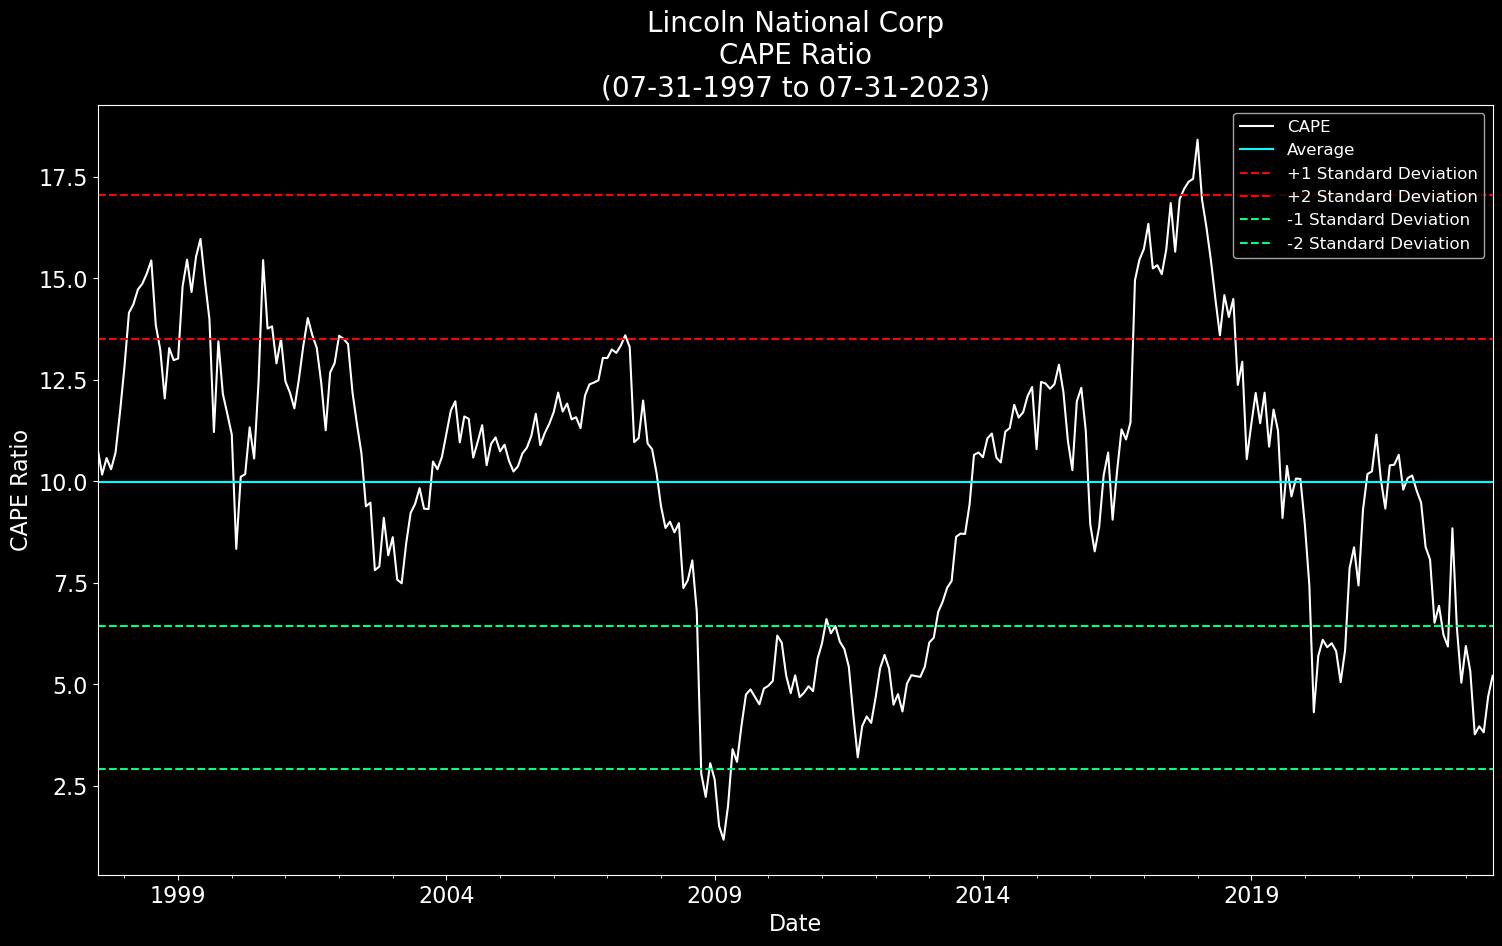 Lincoln National Corp
CAPE Ratio
(07-31-1997 to 07-31-2023)
CAPE
Average
+1 Standard Deviation
+2 Standard Deviation
-1 Standard Deviation
-2 Standard Deviation
CAPE Ratio
17.5
15.0
12.5
10.0
7.5
5.0
2.5
1999
2004
2009
2014
2019
Date